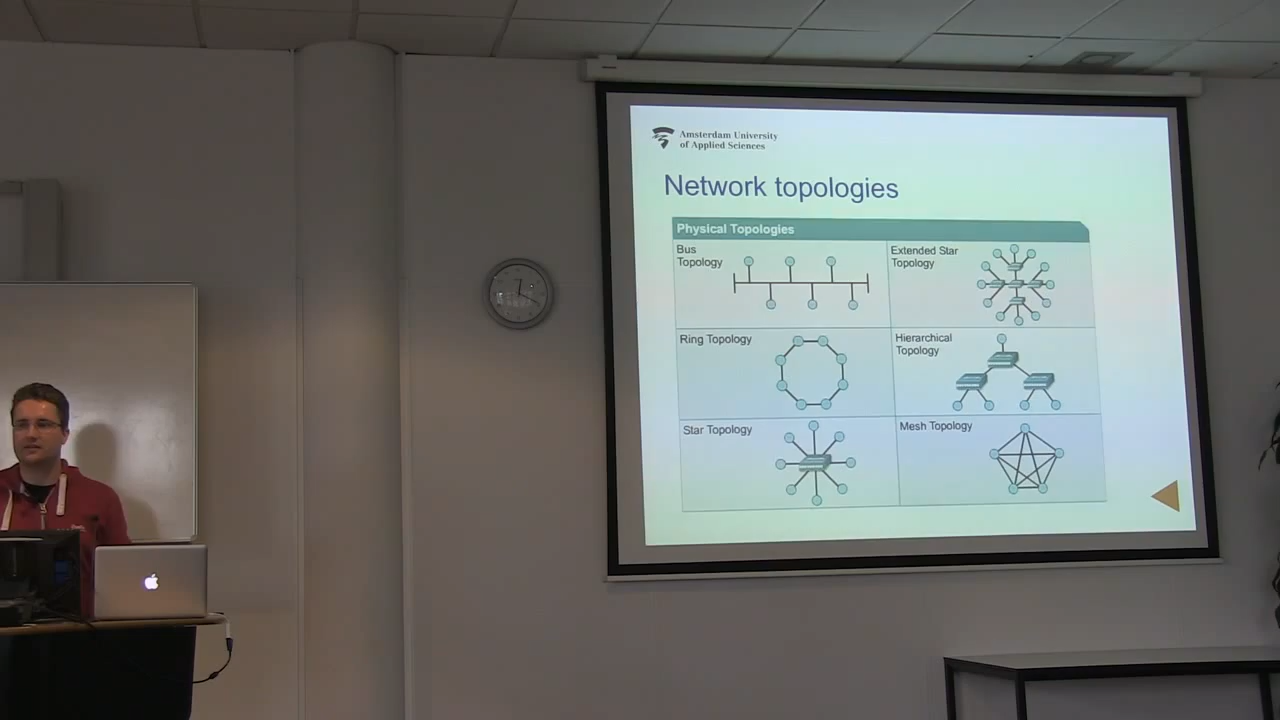 Amsterdam University
of Applied Sciences
Network topologies
Physical Topologies
Bus
Topology
Extended Star
Topology
Ring Topology
Hierarchical
Topology
Star Topology
Mesh Topology